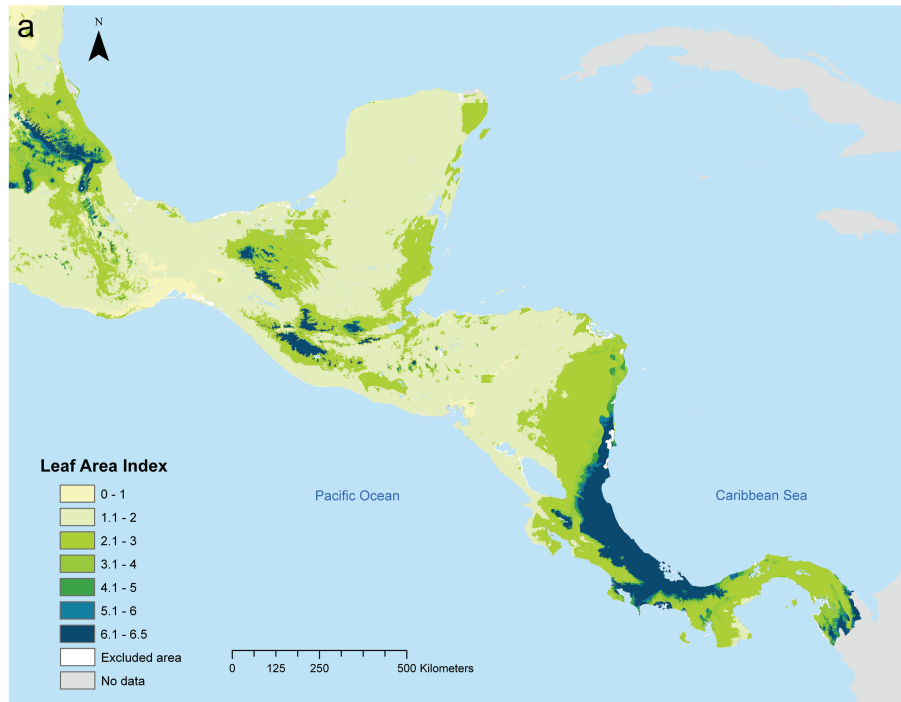 a
N
Leaf Area Index
0 - 1
1.1 - 2
2.1 - 3
3.1 - 4
4.1 - 5
5.1 - 6
6.1 - 6.5
Excluded area
No data
Pacific Ocean
Caribbean Sea
0 125 250 500 Kilometers